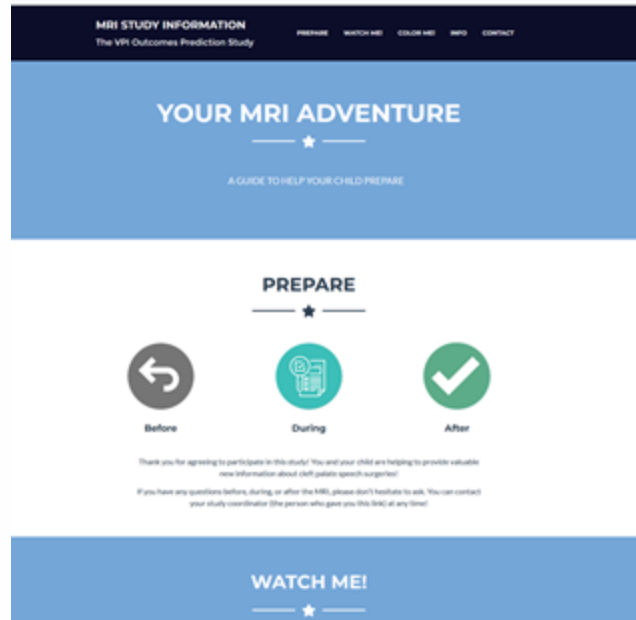 MRI STUDY INFORMATION
The VPI Outcomes Prediction Study
PREPARE WATCH ME! COLOR ME! INFO CONTACT
YOUR MRI ADVENTURE
A GUIDE TO HELP YOUR CHILD PREPARE
PREPARE
Before During After
Thank you for agreeing to participate in this study! You and your child are helping to provide valuable
new information about cleft palate speech surgeries!
If you have any questions before, during, or after the MRI, please don't hesitate to ask. You can contact
your study coordinator (the person who gave you this link) at any time!
WATCH ME!